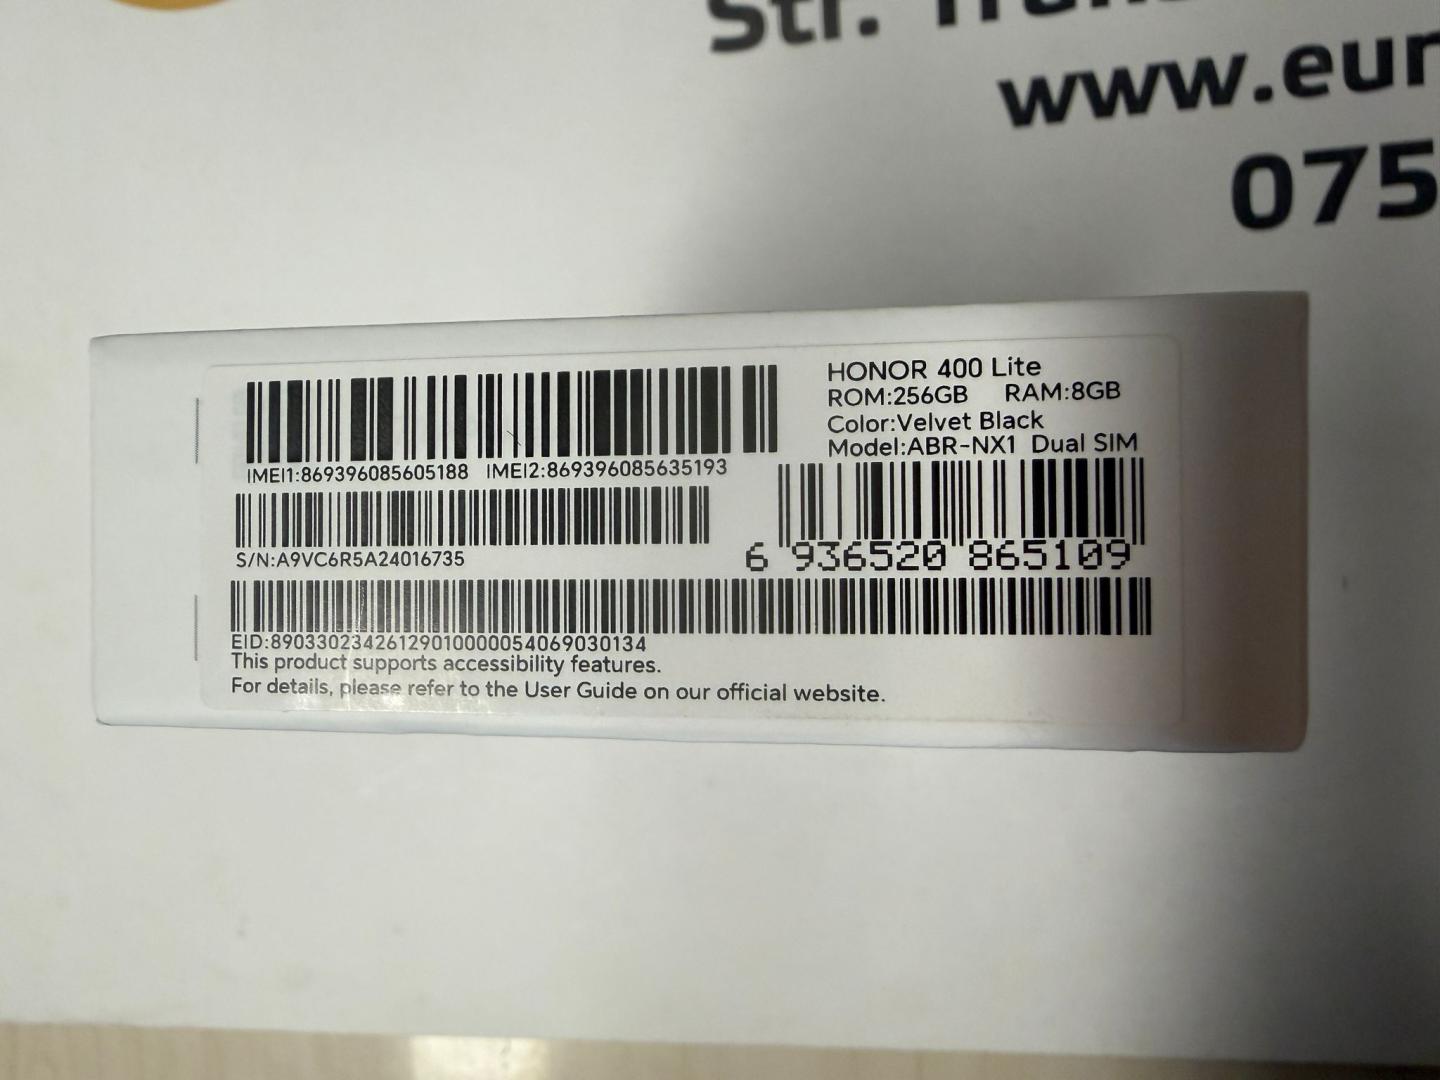 Str.
www.eur
075
HONOR 400 Lite
ROM:256GB RAM:8GB
Color:Velvet Black
Model:ABR-NX1 Dual SIM
IMEI1:869396085605188 IMEI2:869396085635193
S/N:A9VC6R5A24016735
6 936520 865109
EID:89033023426129010000054069030134
This product supports accessibility features.
For details, please refer to the User Guide on our official website.